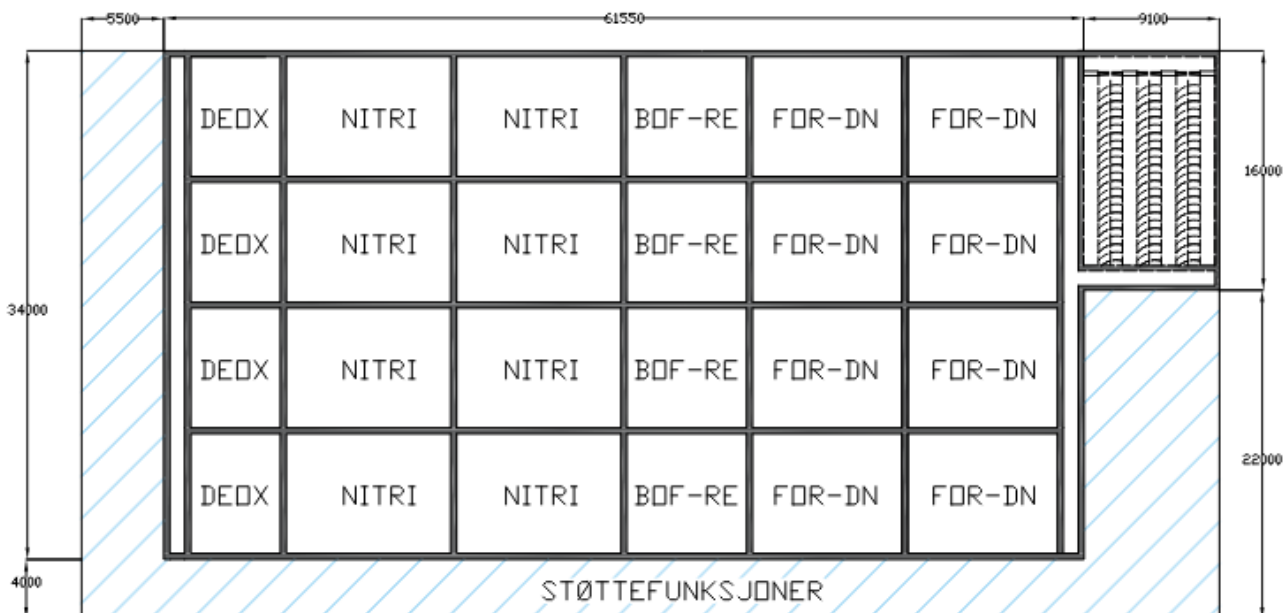 5500 61550 9100
DEOX NITRI NITRI BOF-RE FOR-DN FOR-DN
16000
DEOX NITRI NITRI BOF-RE FOR-DN FOR-DN
34000
DEOX NITRI NITRI BOF-RE FOR-DN FOR-DN
22000
DEOX NITRI NITRI BOF-RE FOR-DN FOR-DN
4000
STØTTEFUNKSJONER